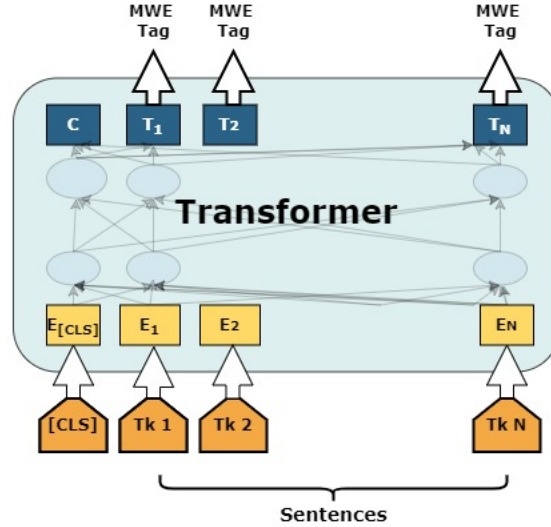 MWE MWE MWE
Tag Tag Tag
C T1 T2 TN
Transformer
E[CLS] E1 E2 EN
[CLS] Tk 1 Tk 2 Tk N
Sentences